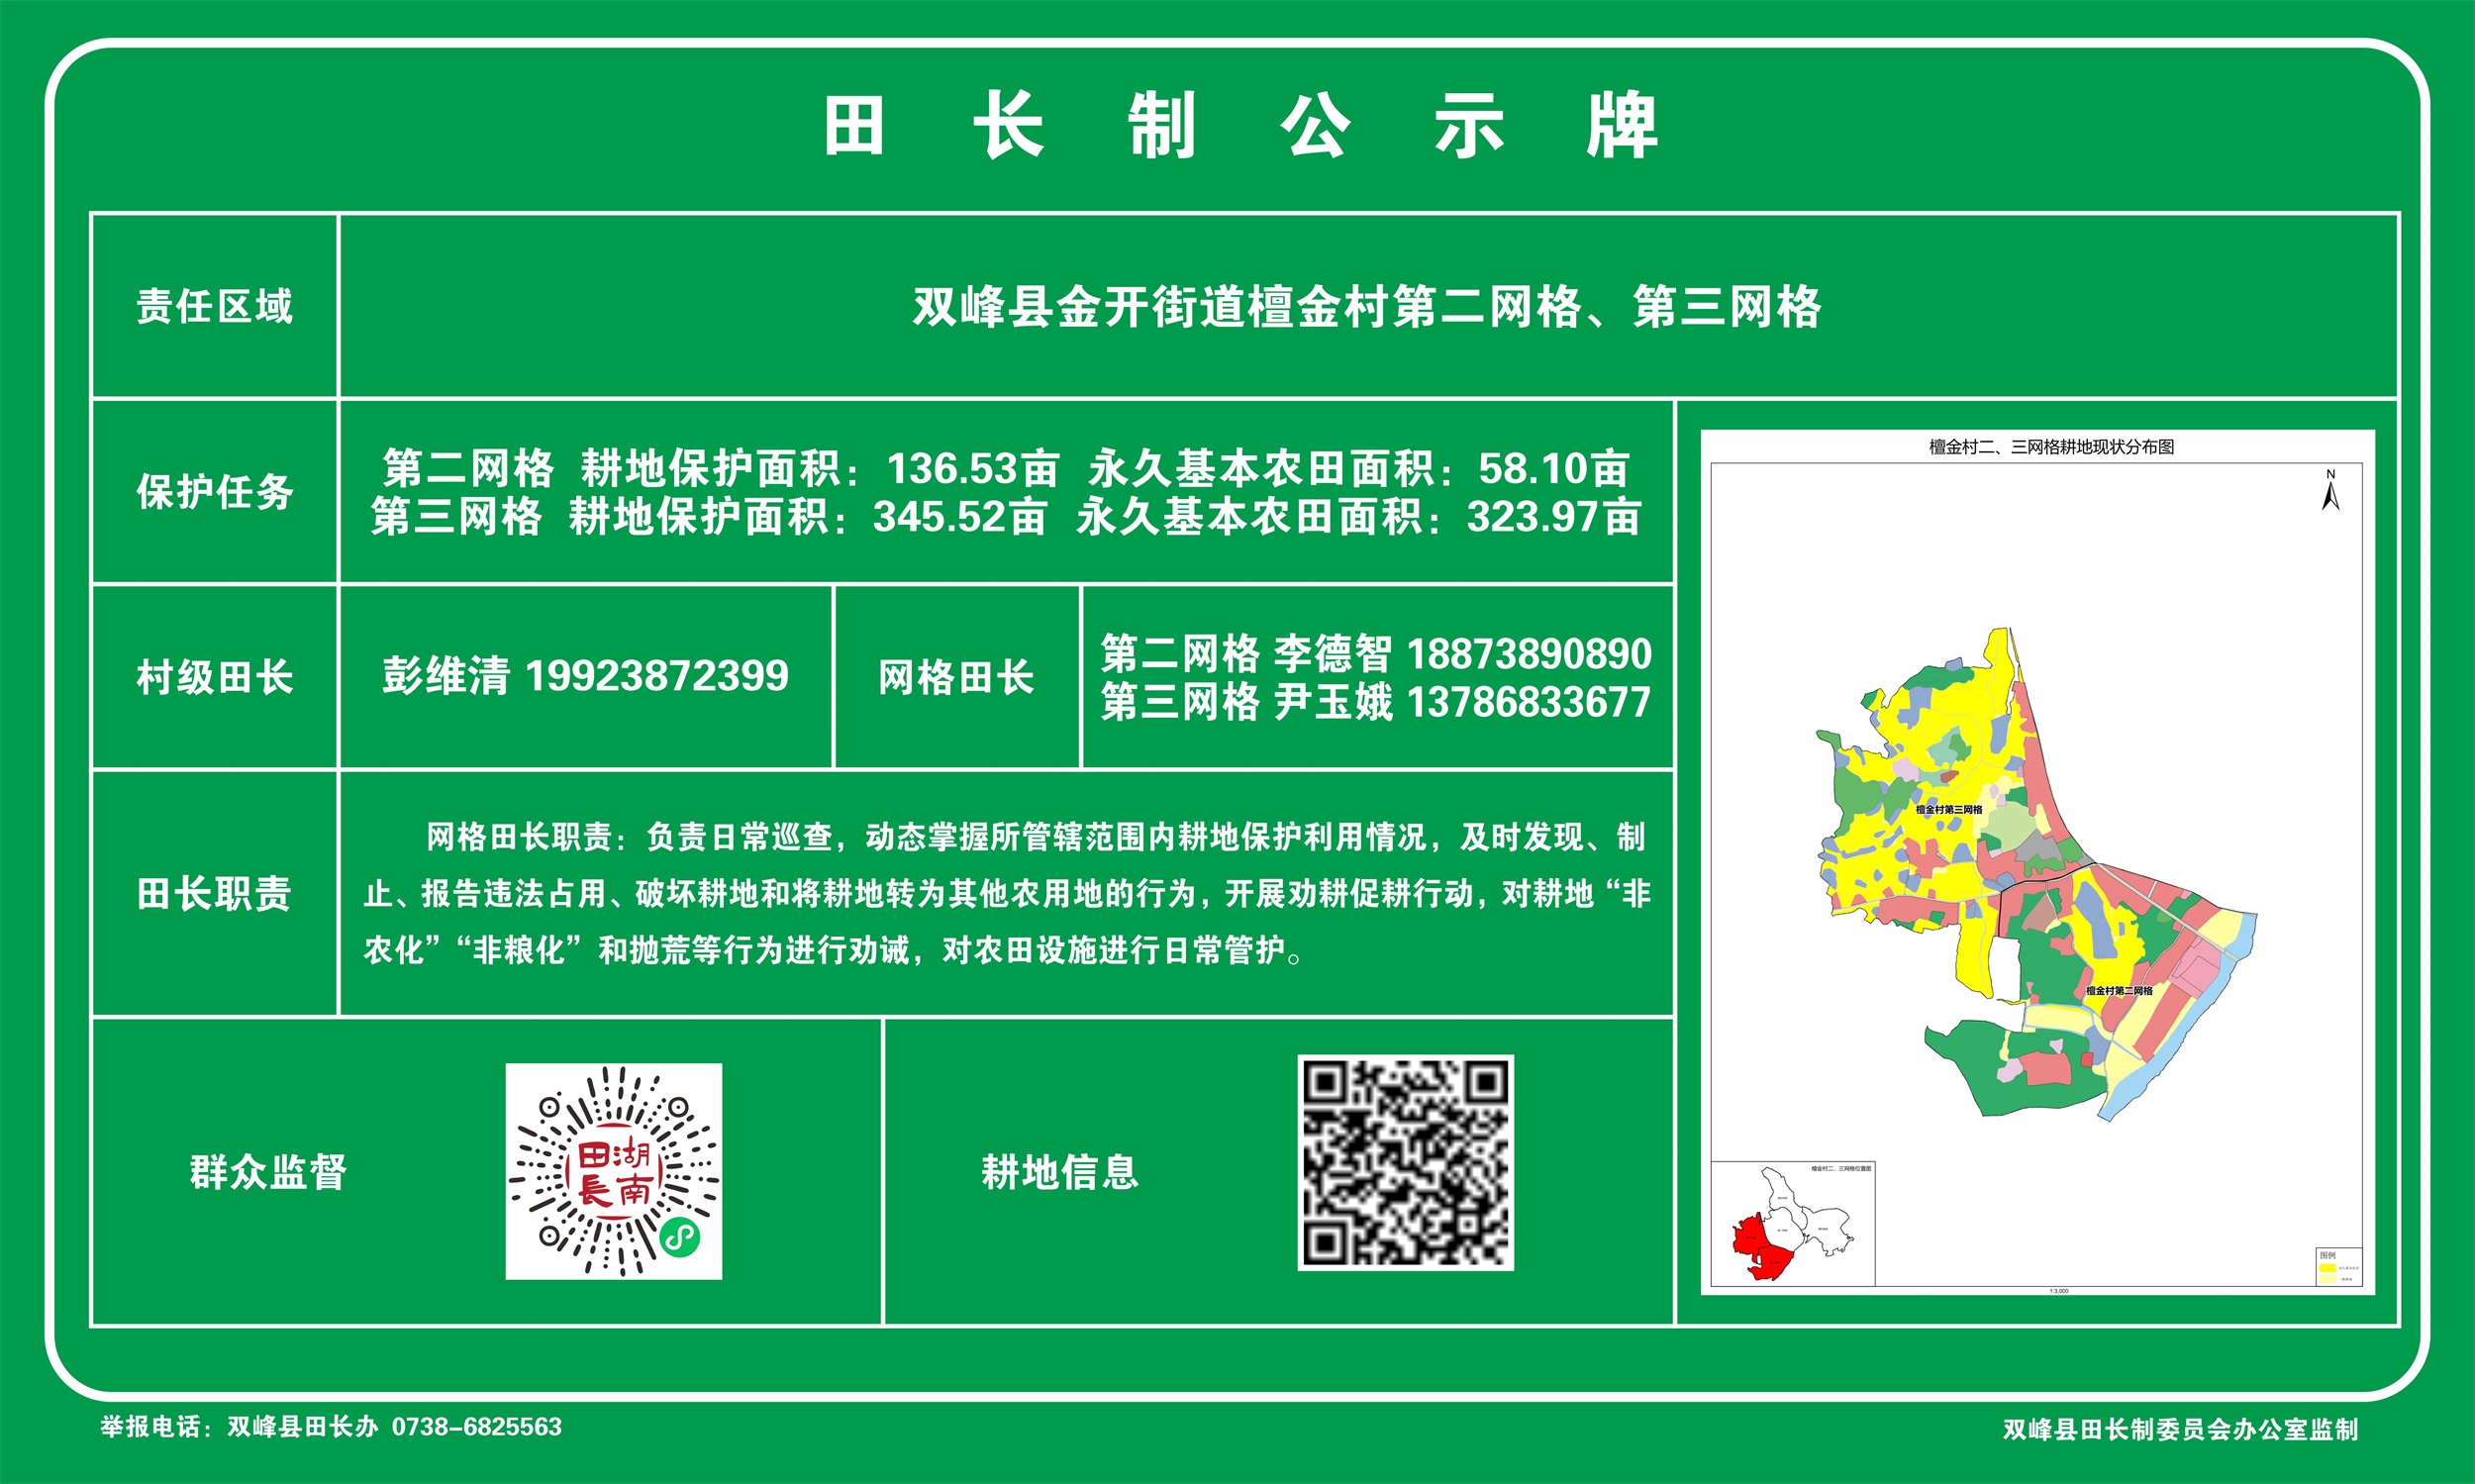 田长制公示牌
责任区域
双峰县金开街道檀金村第二网格、第三网格
保护任务
第二网格 耕地保护面积：136.53亩 永久基本农田面积：58.10亩
第三网格 耕地保护面积：345.52亩 永久基本农田面积：323.97亩
村级田长
彭维清 19923872399
网格田长
第二网格 李德智 18873890890
第三网格 尹玉娥 13786833677
田长职责
网格田长职责：负责日常巡查，动态掌握所管辖范围内耕地保护利用情况，及时发现、制
止、报告违法占用、破坏耕地和将耕地转为其他农用地的行为，开展劝耕促耕行动，对耕地“非
农化”“非粮化”和抛荒等行为进行劝诫，对农田设施进行日常管护。
群众监督
湖南
田長
耕地信息
檀金村二、三网格耕地现状分布图
N
檀金村第三网格
檀金村第二网格
檀金村二、三网格位置图
图例
1:3,000
举报电话：双峰县田长办 0738-6825563
双峰县田长制委员会办公室监制